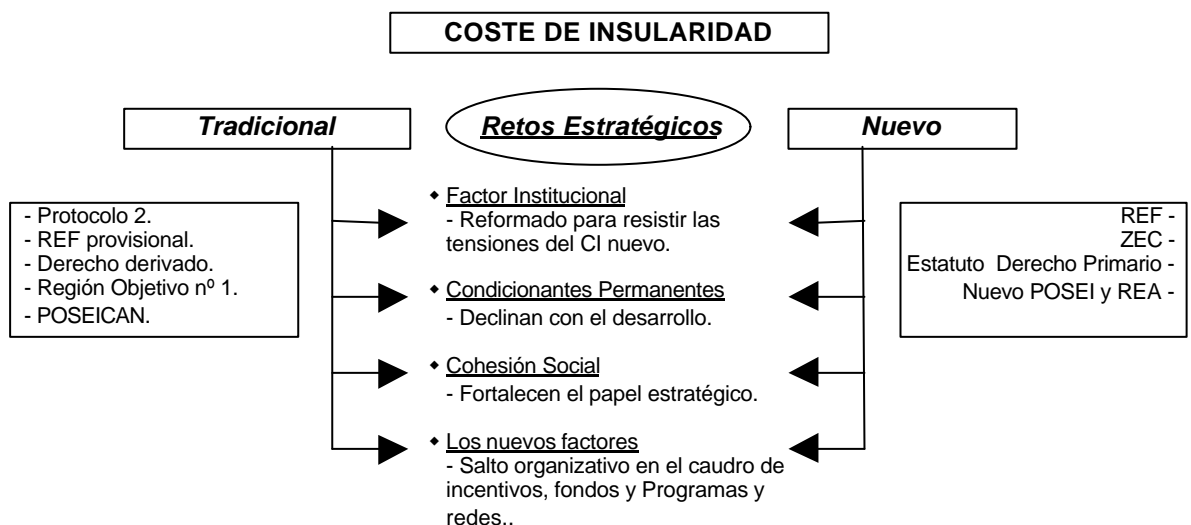 COSTE DE INSULARIDAD
Tradicional
Retos Estratégicos
Nuevo
- Protocolo 2.
- REF provisional.
- Derecho derivado.
- Región Objetivo nº 1.
- POSEICAN.
◆ Factor Institucional
- Reformado para resistir las
tensiones del CI nuevo.
◆ Condicionantes Permanentes
- Declinan con el desarrollo.
◆ Cohesión Social
- Fortalecen el papel estratégico.
◆ Los nuevos factores
- Salto organizativo en el caudro de
incentivos, fondos y Programas y
redes..
REF -
ZEC -
Estatuto Derecho Primario -
Nuevo POSEI y REA -